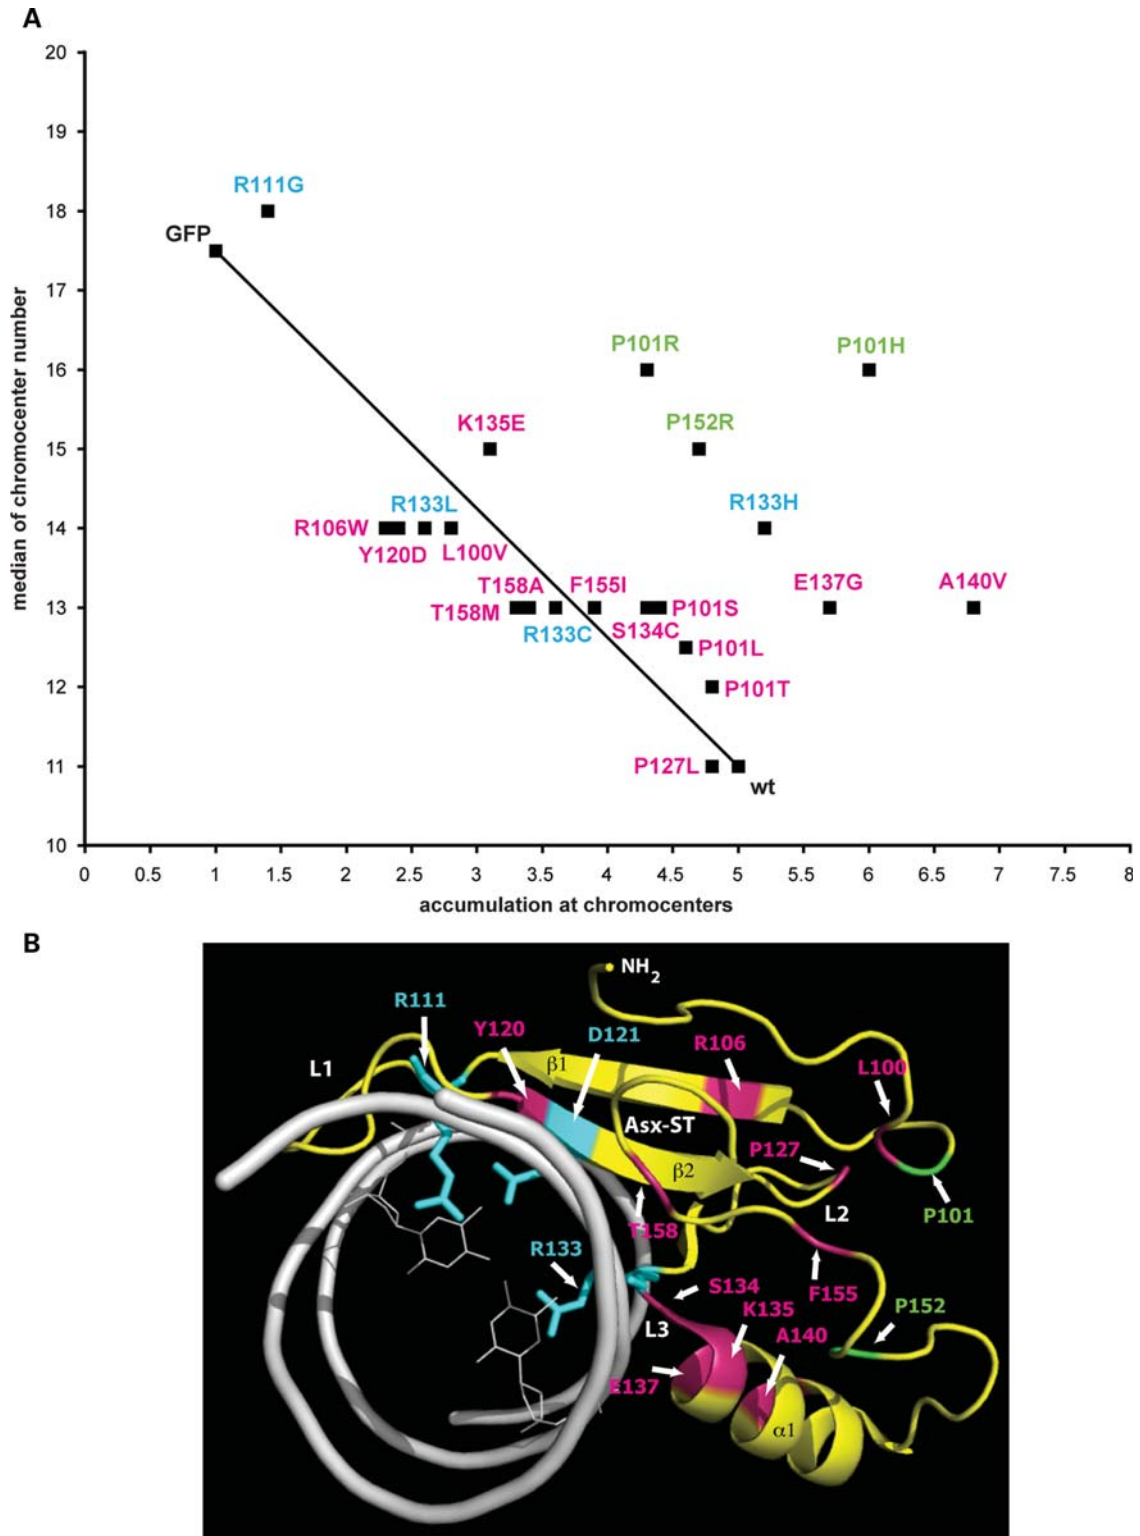 A
20
19
R111G
18
GFP
17
median of chromocenter number
P101R
P101H
16
K135E
P152R
15
R133L
R133H
R106W
14
Y120D
L100V
T158A
F155I
E137G
A140V
T158M
13
P101S
R133C
S134C
P101L
12
P101T
11
P127L
wt
10
0 0.5 1 1.5 2 2.5 3 3.5 4 4.5 5 5.5 6 6.5 7 7.5 8
accumulation at chromocenters
B
NH2
R111
Y120
D121
R106
L1
β1
L100
Asx-ST
P127
β2
P101
L2
T158
R133
S134
F155
K135
P152
L3
A140
E137
α1